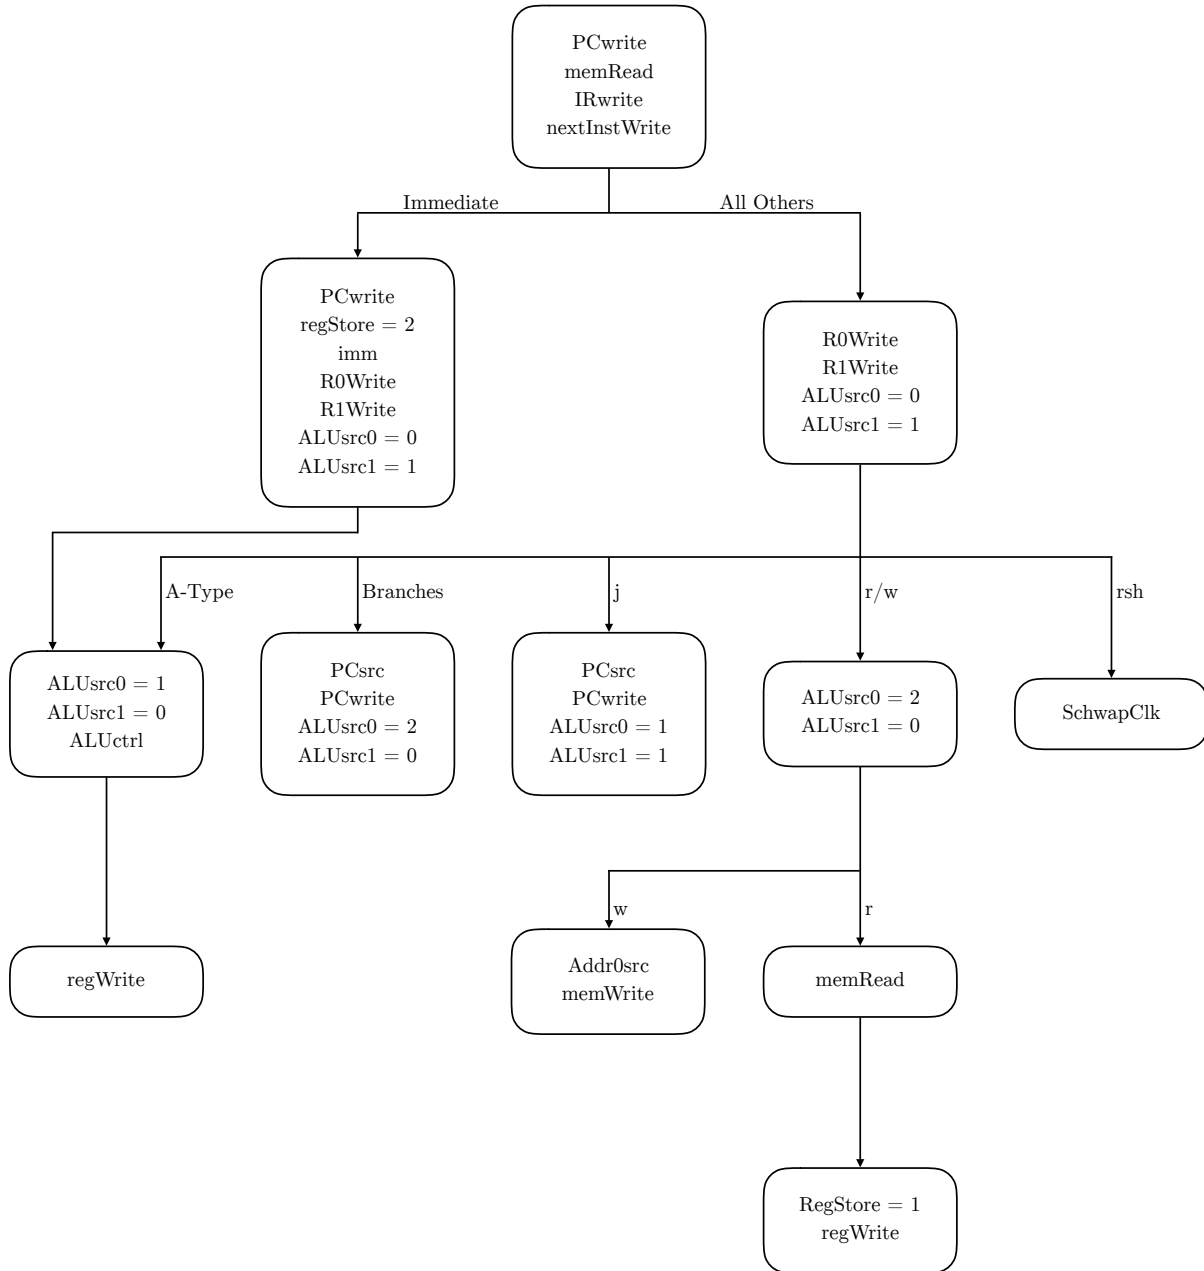 PCwrite
memRead
IRwrite
nextInstWrite
Immediate
All Others
PCwrite
regStore = 2
imm
R0Write
R1Write
ALUsrc0 = 0
ALUsrc1 = 1
R0Write
R1Write
ALUsrc0 = 0
ALUsrc1 = 1
A-Type
Branches
j
r/w
rsh
ALUsrc0 = 1
ALUsrc1 = 0
ALUctrl
PCsrc
PCwrite
ALUsrc0 = 2
ALUsrc1 = 0
PCsrc
PCwrite
ALUsrc0 = 1
ALUsrc1 = 1
ALUsrc0 = 2
ALUsrc1 = 0
SchwapClk
w
r
regWrite
Addr0src
memWrite
memRead
RegStore = 1
regWrite